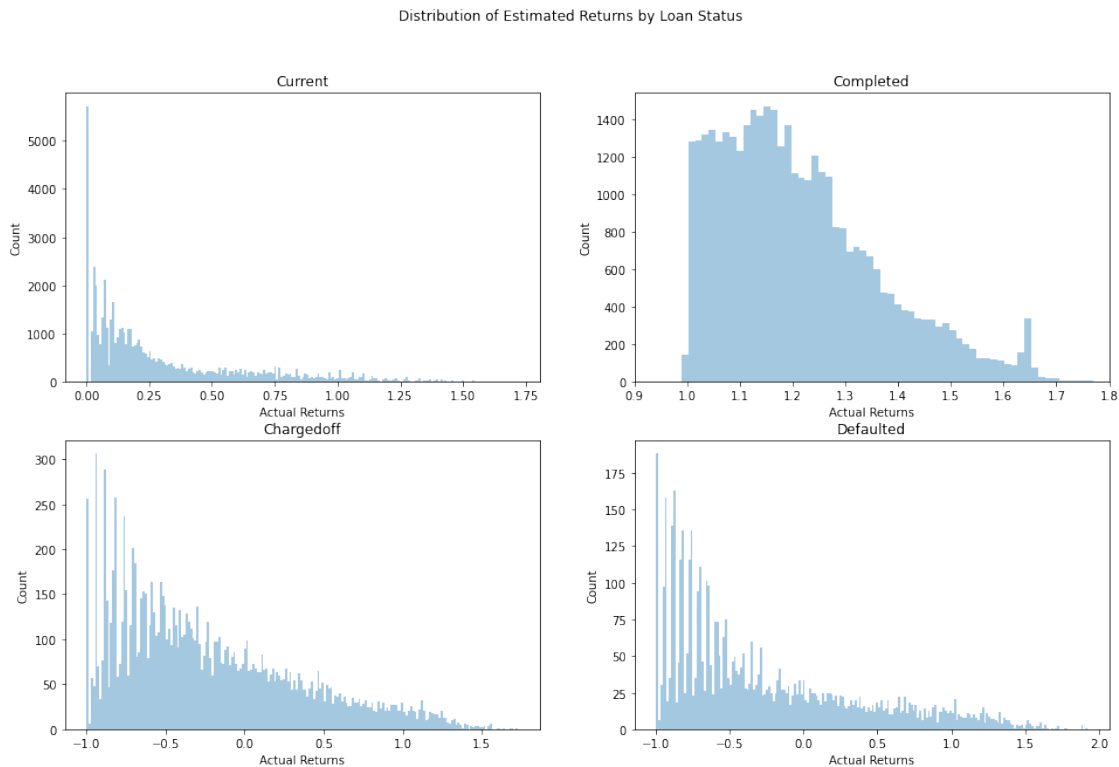 Distribution of Estimated Returns by Loan Status
Current
Count
5000
4000
3000
2000
1000
0
0.00 0.25 0.50 0.75 1.00 1.25 1.50 1.75
Actual Returns
Completed
Count
1400
1200
1000
800
600
400
200
0
0.9 1.0 1.1 1.2 1.3 1.4 1.5 1.6 1.7 1.8
Actual Returns
Chargedoff
Count
300
250
200
150
100
50
0
−1.0 −0.5 0.0 0.5 1.0 1.5
Actual Returns
Defaulted
Count
175
150
125
100
75
50
25
0
−1.0 −0.5 0.0 0.5 1.0 1.5 2.0
Actual Returns